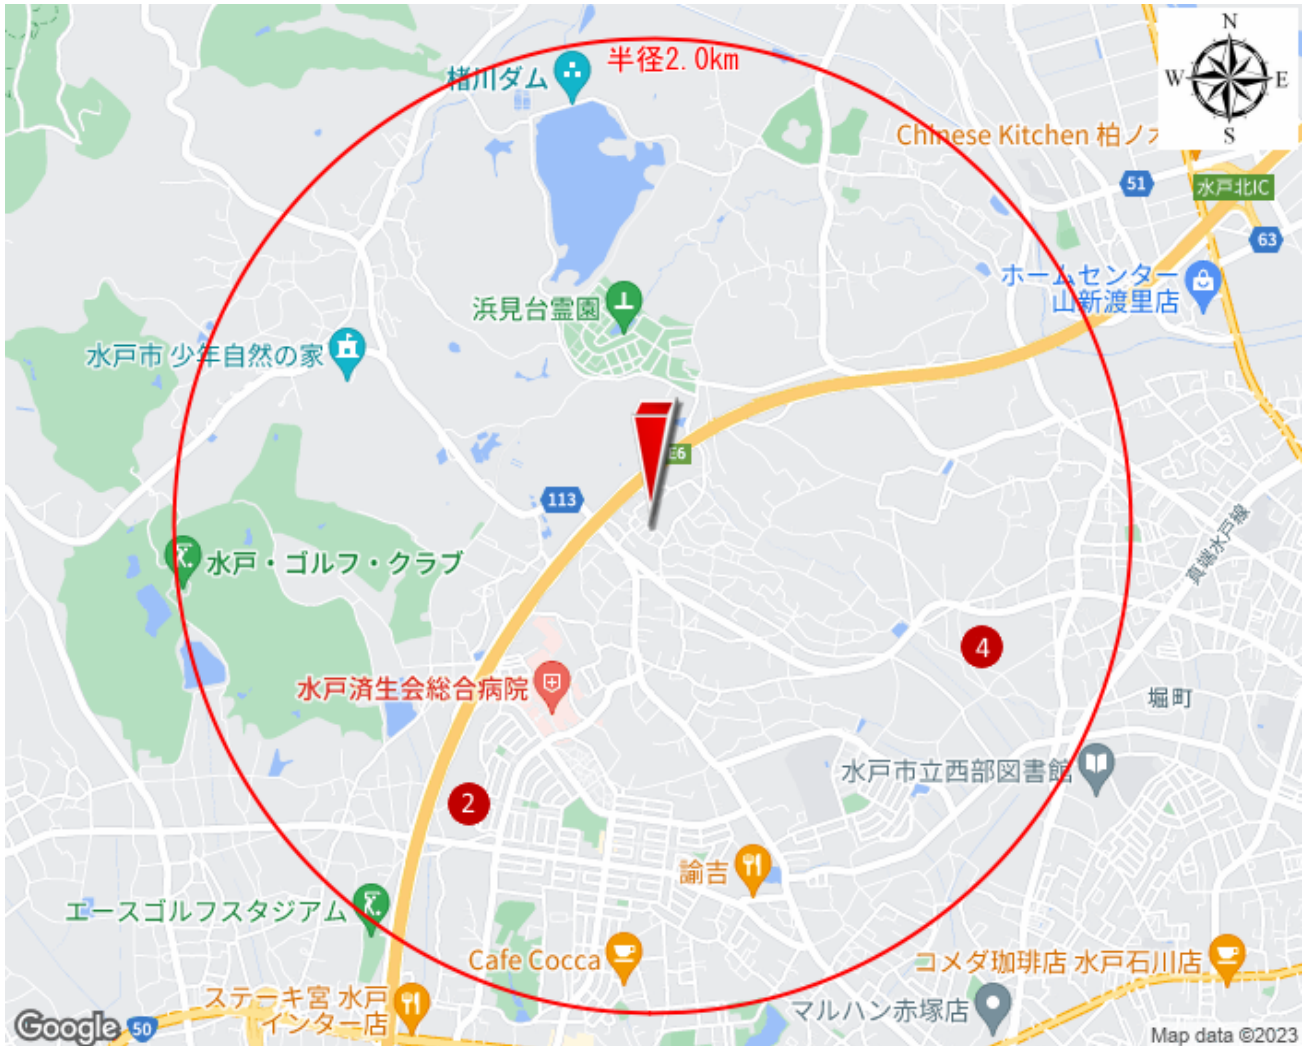 半径2.0km
楮川ダム
N
W
E
S
Chinese Kitchen 柏ノ木
51
水戸北IC
63
ホームセンター
山新渡里店
浜見台霊園
水戸市 少年自然の家
E6
113
水戸・ゴルフ・クラブ
真端水戸線
4
水戸済生会総合病院
堀町
水戸市立西部図書館
2
諭吉
エースゴルフスタジアム
Cafe Cocca
コメダ珈琲店 水戸石川店
ステーキ宮 水戸
インター店
マルハン赤塚店
Google
50
Map data ©2023